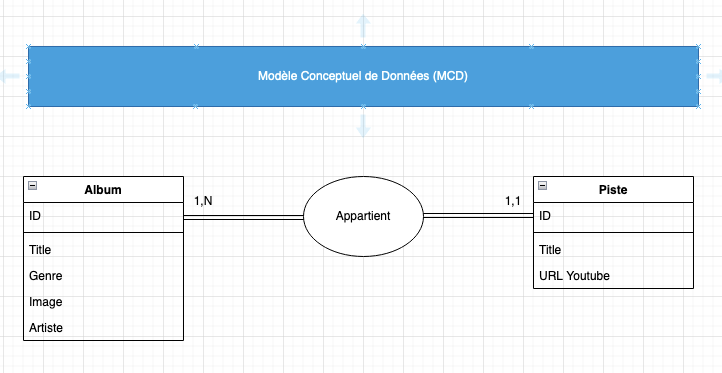 Modèle Conceptuel de Données (MCD)
Album
ID
Title
Genre
Image
Artiste
1,N
Appartient
1,1
Piste
ID
Title
URL Youtube